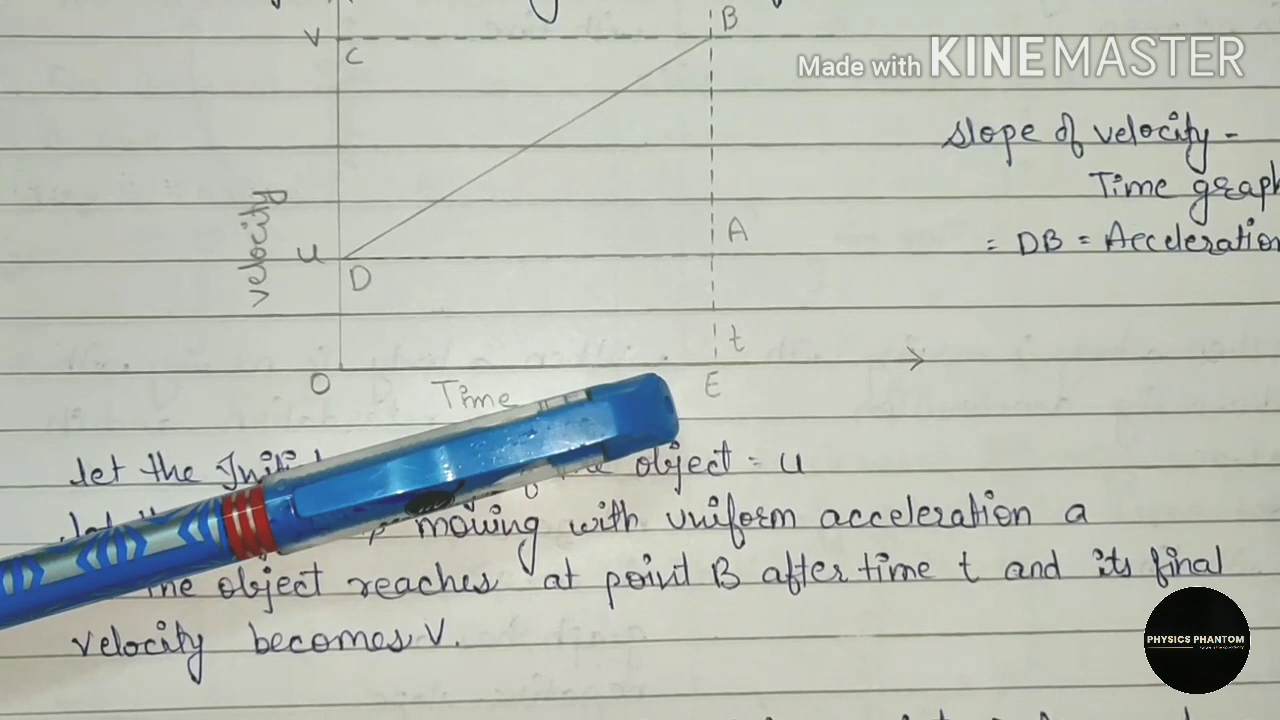 B
V
C
Made with KINEMASTER
slope of velocity -
Time graph
= DB = Acceleration
velocity
A
u
D
t
O
Time
E
let the object = u
moving with uniform acceleration a
the object reaches at point B after time t and its final
velocity becomes v.
PHYSICS PHANTOM